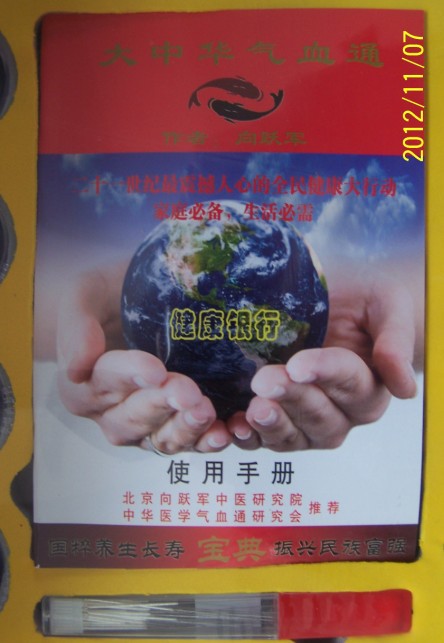 大中华气血通
作者：向跃军
二十一世纪最震撼人心的全民健康大行动
家庭必备、生活必需
健康银行
使用手册
北京向跃军中医研究院
中华医学气血通研究会
推荐
国粹养生长寿 宝典 振兴民族富强
2012/11/07